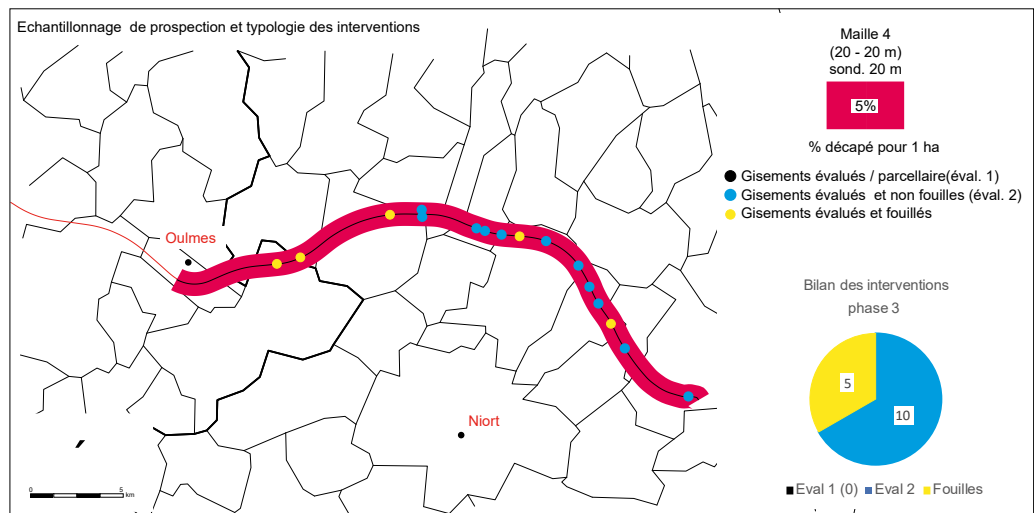 Echantillonnage de prospection et typologie des interventions
Maille 4
(20 - 20 m)
sond. 20 m
5%
% décapé pour 1 ha
Gisements évalués / parcellaire(éval. 1)
Gisements évalués et non fouilles (éval. 2)
Gisements évalués et fouillés
Oulmes
Niort
Bilan des interventions
phase 3
5
10
Eval 1 (0) Eval 2 Fouilles
0 5
km